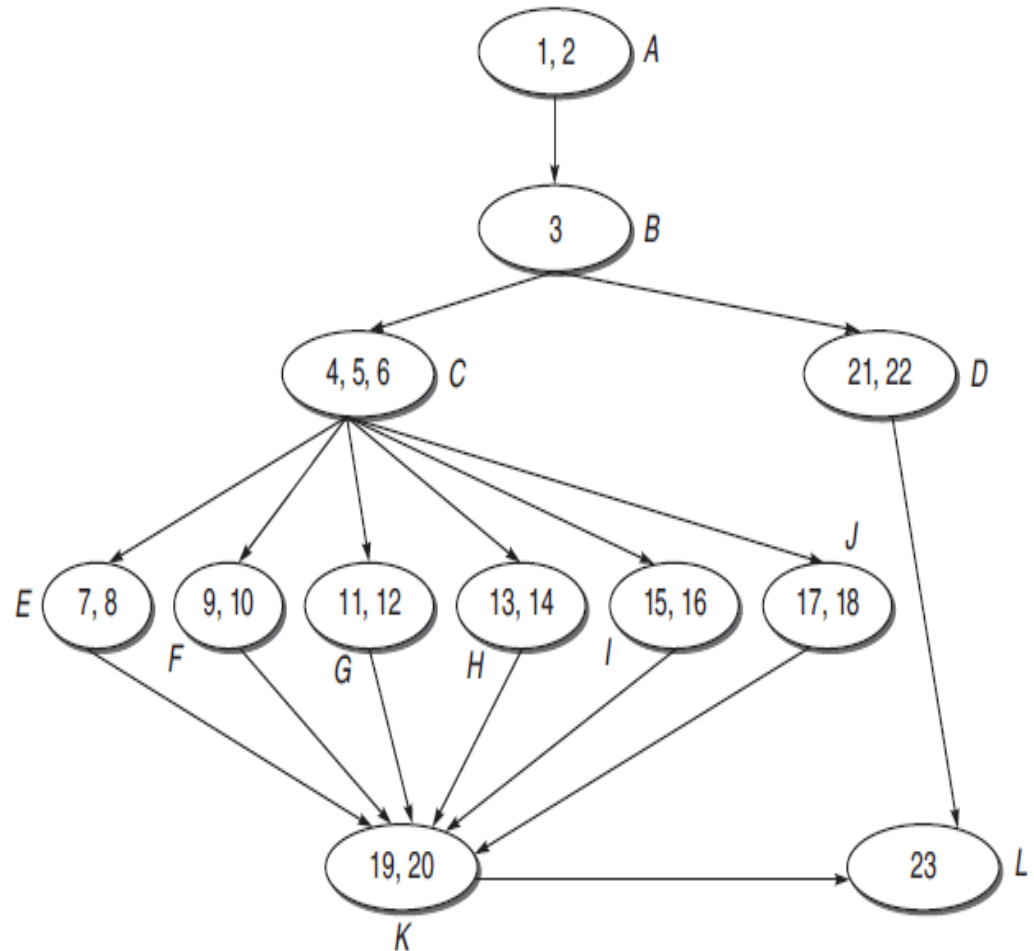 1, 2 A
3 B
4, 5, 6 C
21, 22 D
J
E 7, 8 9, 10 11, 12 13, 14 15, 16 17, 18
F G H I
19, 20 23 L
K